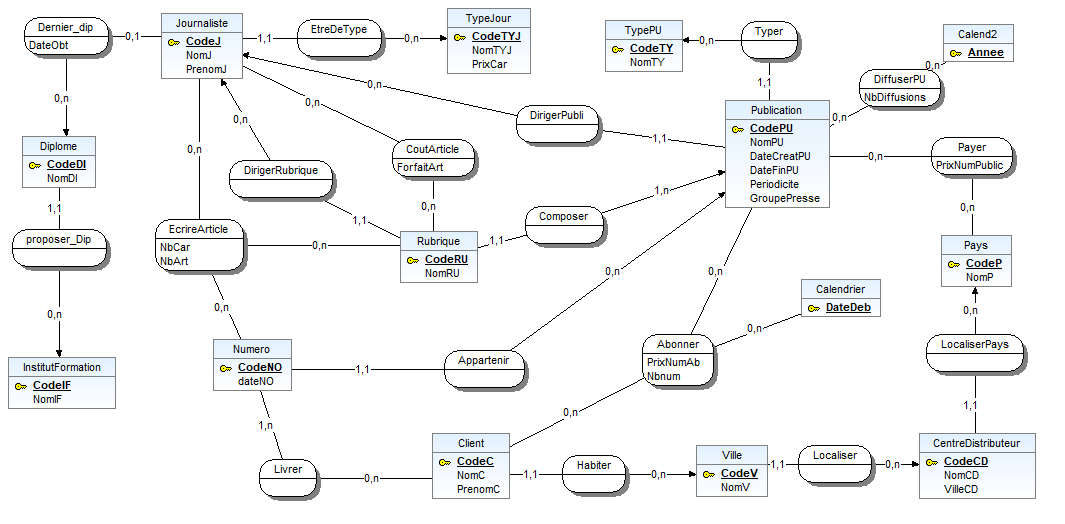 Dernier_dip
DateObt
0,1
Journaliste
CodeJ
NomJ
PrenomJ
1,1
EtreDeType
0,n
TypeJour
CodeTYJ
NomTYJ
PrixCar
TypePU
CodeTY
NomTY
0,n
Typer
1,1
Calend2
Annee
0,n
DiffuserPU
NbDiffusions
0,n
0,n
0,n
0,n
0,n
DirigerPubli
1,1
Publication
CodePU
NomPU
DateCreatPU
DateFinPU
Periodicite
GroupePresse
0,n
Payer
PrixNumPublic
0,n
Diplome
CodeDI
NomDI
0,n
DirigerRubrique
CoutArticle
ForfaitArt
0,n
1,1
1,1
proposer_Dip
EcrireArticle
NbCar
NbArt
0,n
Rubrique
CodeRU
NomRU
1,1
Composer
1,n
Pays
CodeP
NomP
0,n
0,n
0,n
0,n
0,n
Calendrier
DateDeb
0,n
InstitutFormation
CodeIF
NomIF
Numero
CodeNO
dateNO
1,1
Appartenir
Abonner
PrixNumAb
Nbnum
LocaliserPays
1,n
0,n
1,1
Livrer
0,n
Client
CodeC
NomC
PrenomC
1,1
Habiter
0,n
Ville
CodeV
NomV
1,1
Localiser
0,n
CentreDistributeur
CodeCD
NomCD
VilleCD